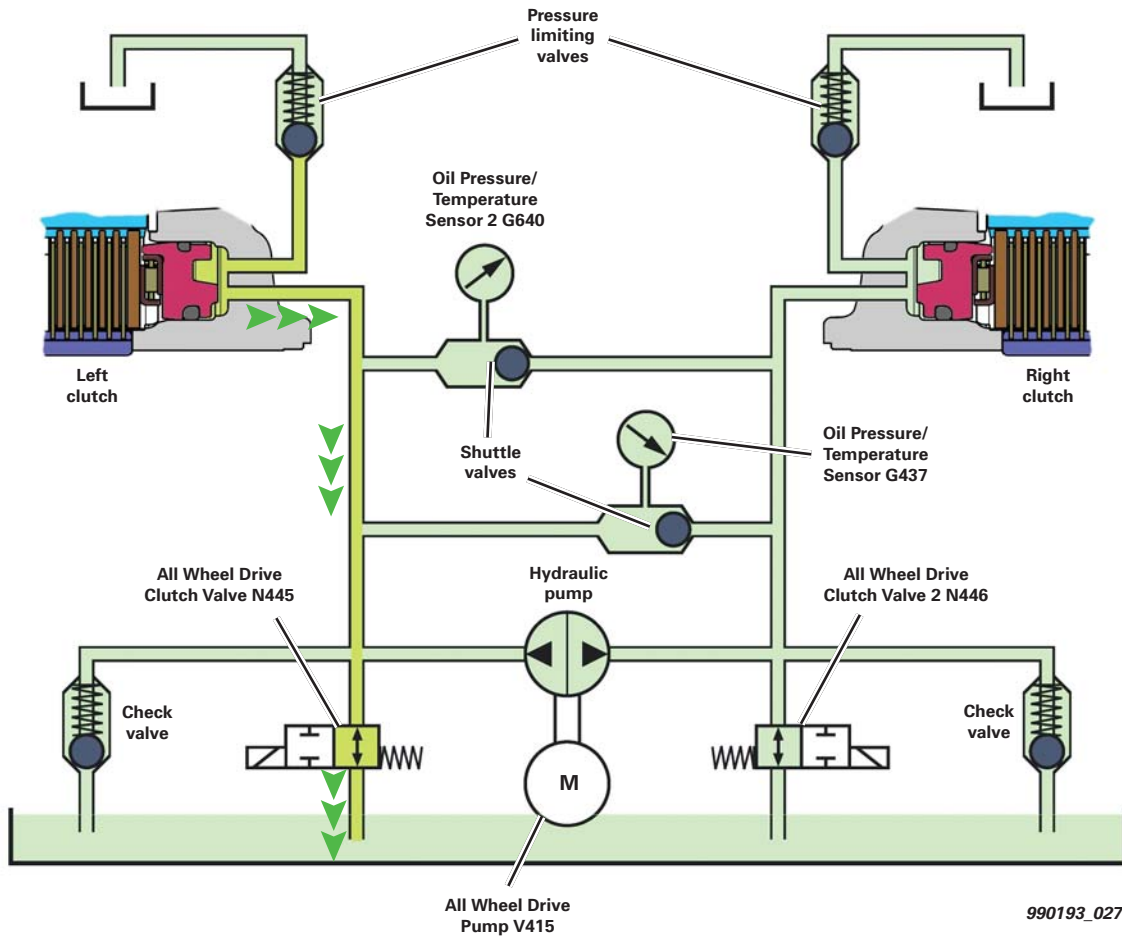 Pressure
limiting
valves
Oil Pressure/
Temperature
Sensor 2 G640
Left
clutch
Right
clutch
Shuttle
valves
Oil Pressure/
Temperature
Sensor G437
All Wheel Drive
Clutch Valve N445
Hydraulic
pump
All Wheel Drive
Clutch Valve 2 N446
Check
valve
Check
valve
M
All Wheel Drive
Pump V415
990193_027